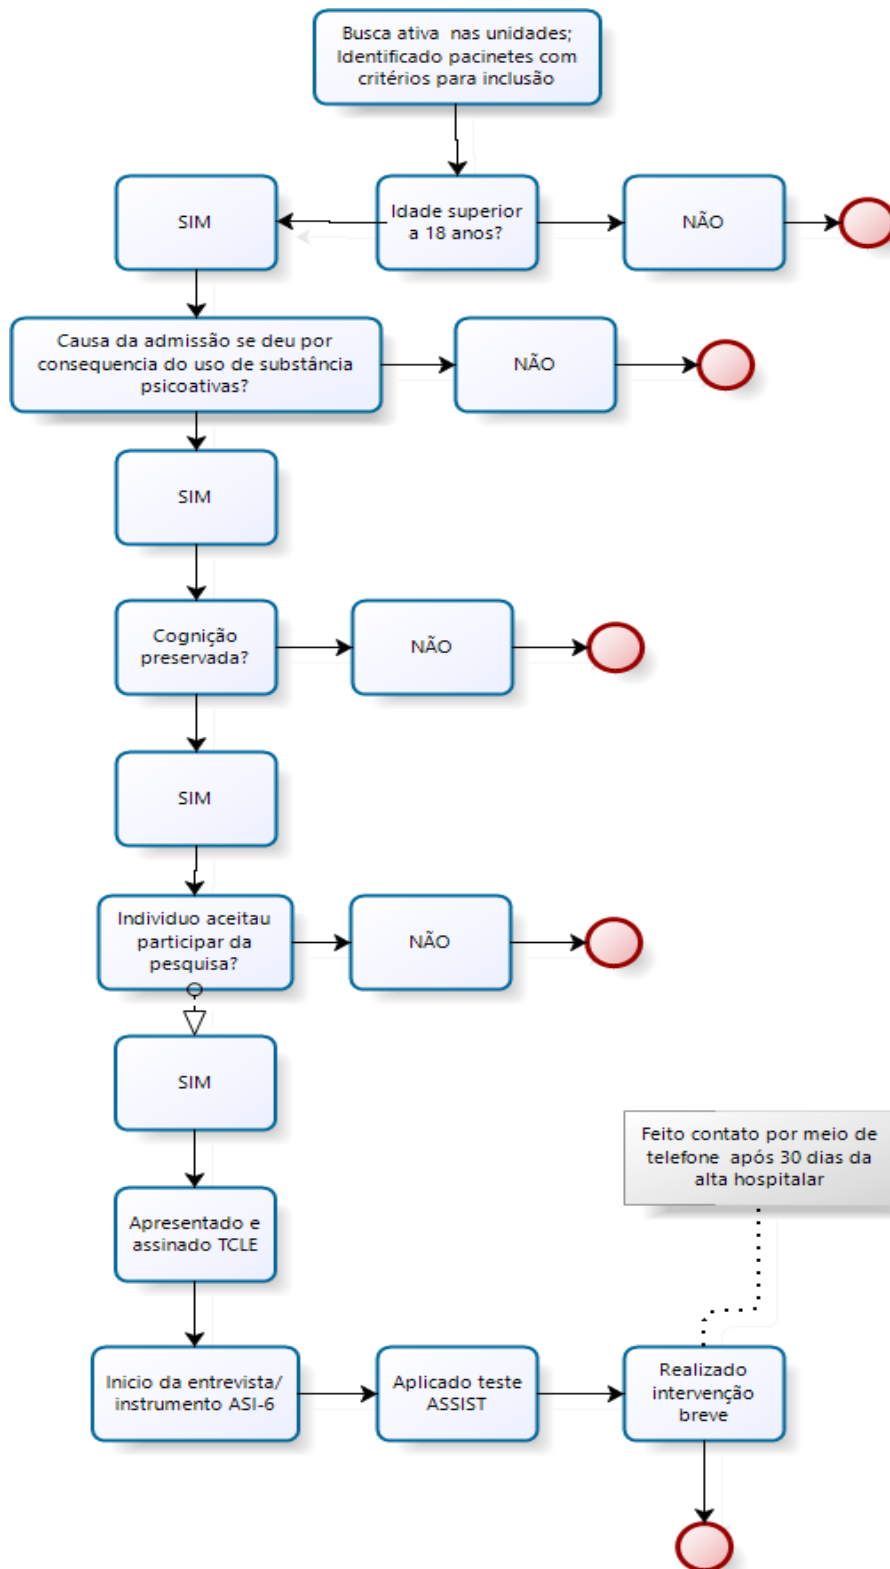 Busca ativa nas unidades;
Identificado pacinetes com
critérios para inclusão
SIM
Idade superior
a 18 anos?
NÃO
Causa da admissão se deu por
consequencia do uso de substância
psicoativas?
NÃO
SIM
Cognição
preservada?
NÃO
SIM
Individuo aceitau
participar da
pesquisa?
NÃO
SIM
Feito contato por meio de
telefone após 30 dias da
alta hospitalar
Apresentado e
assinado TCLE
Inicio da entrevista/
instrumento ASI-6
Aplicado teste
ASSIST
Realizado
intervenção
breve